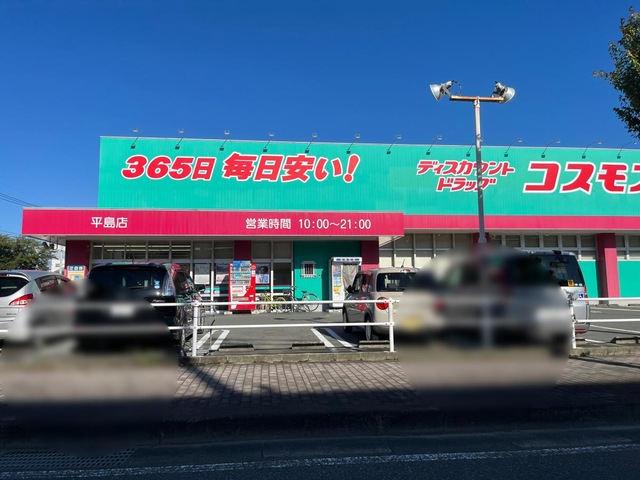 365日 毎日安い!
ディスカウント
ドラッグ
コスモス
平島店
営業時間 10:00〜21:00